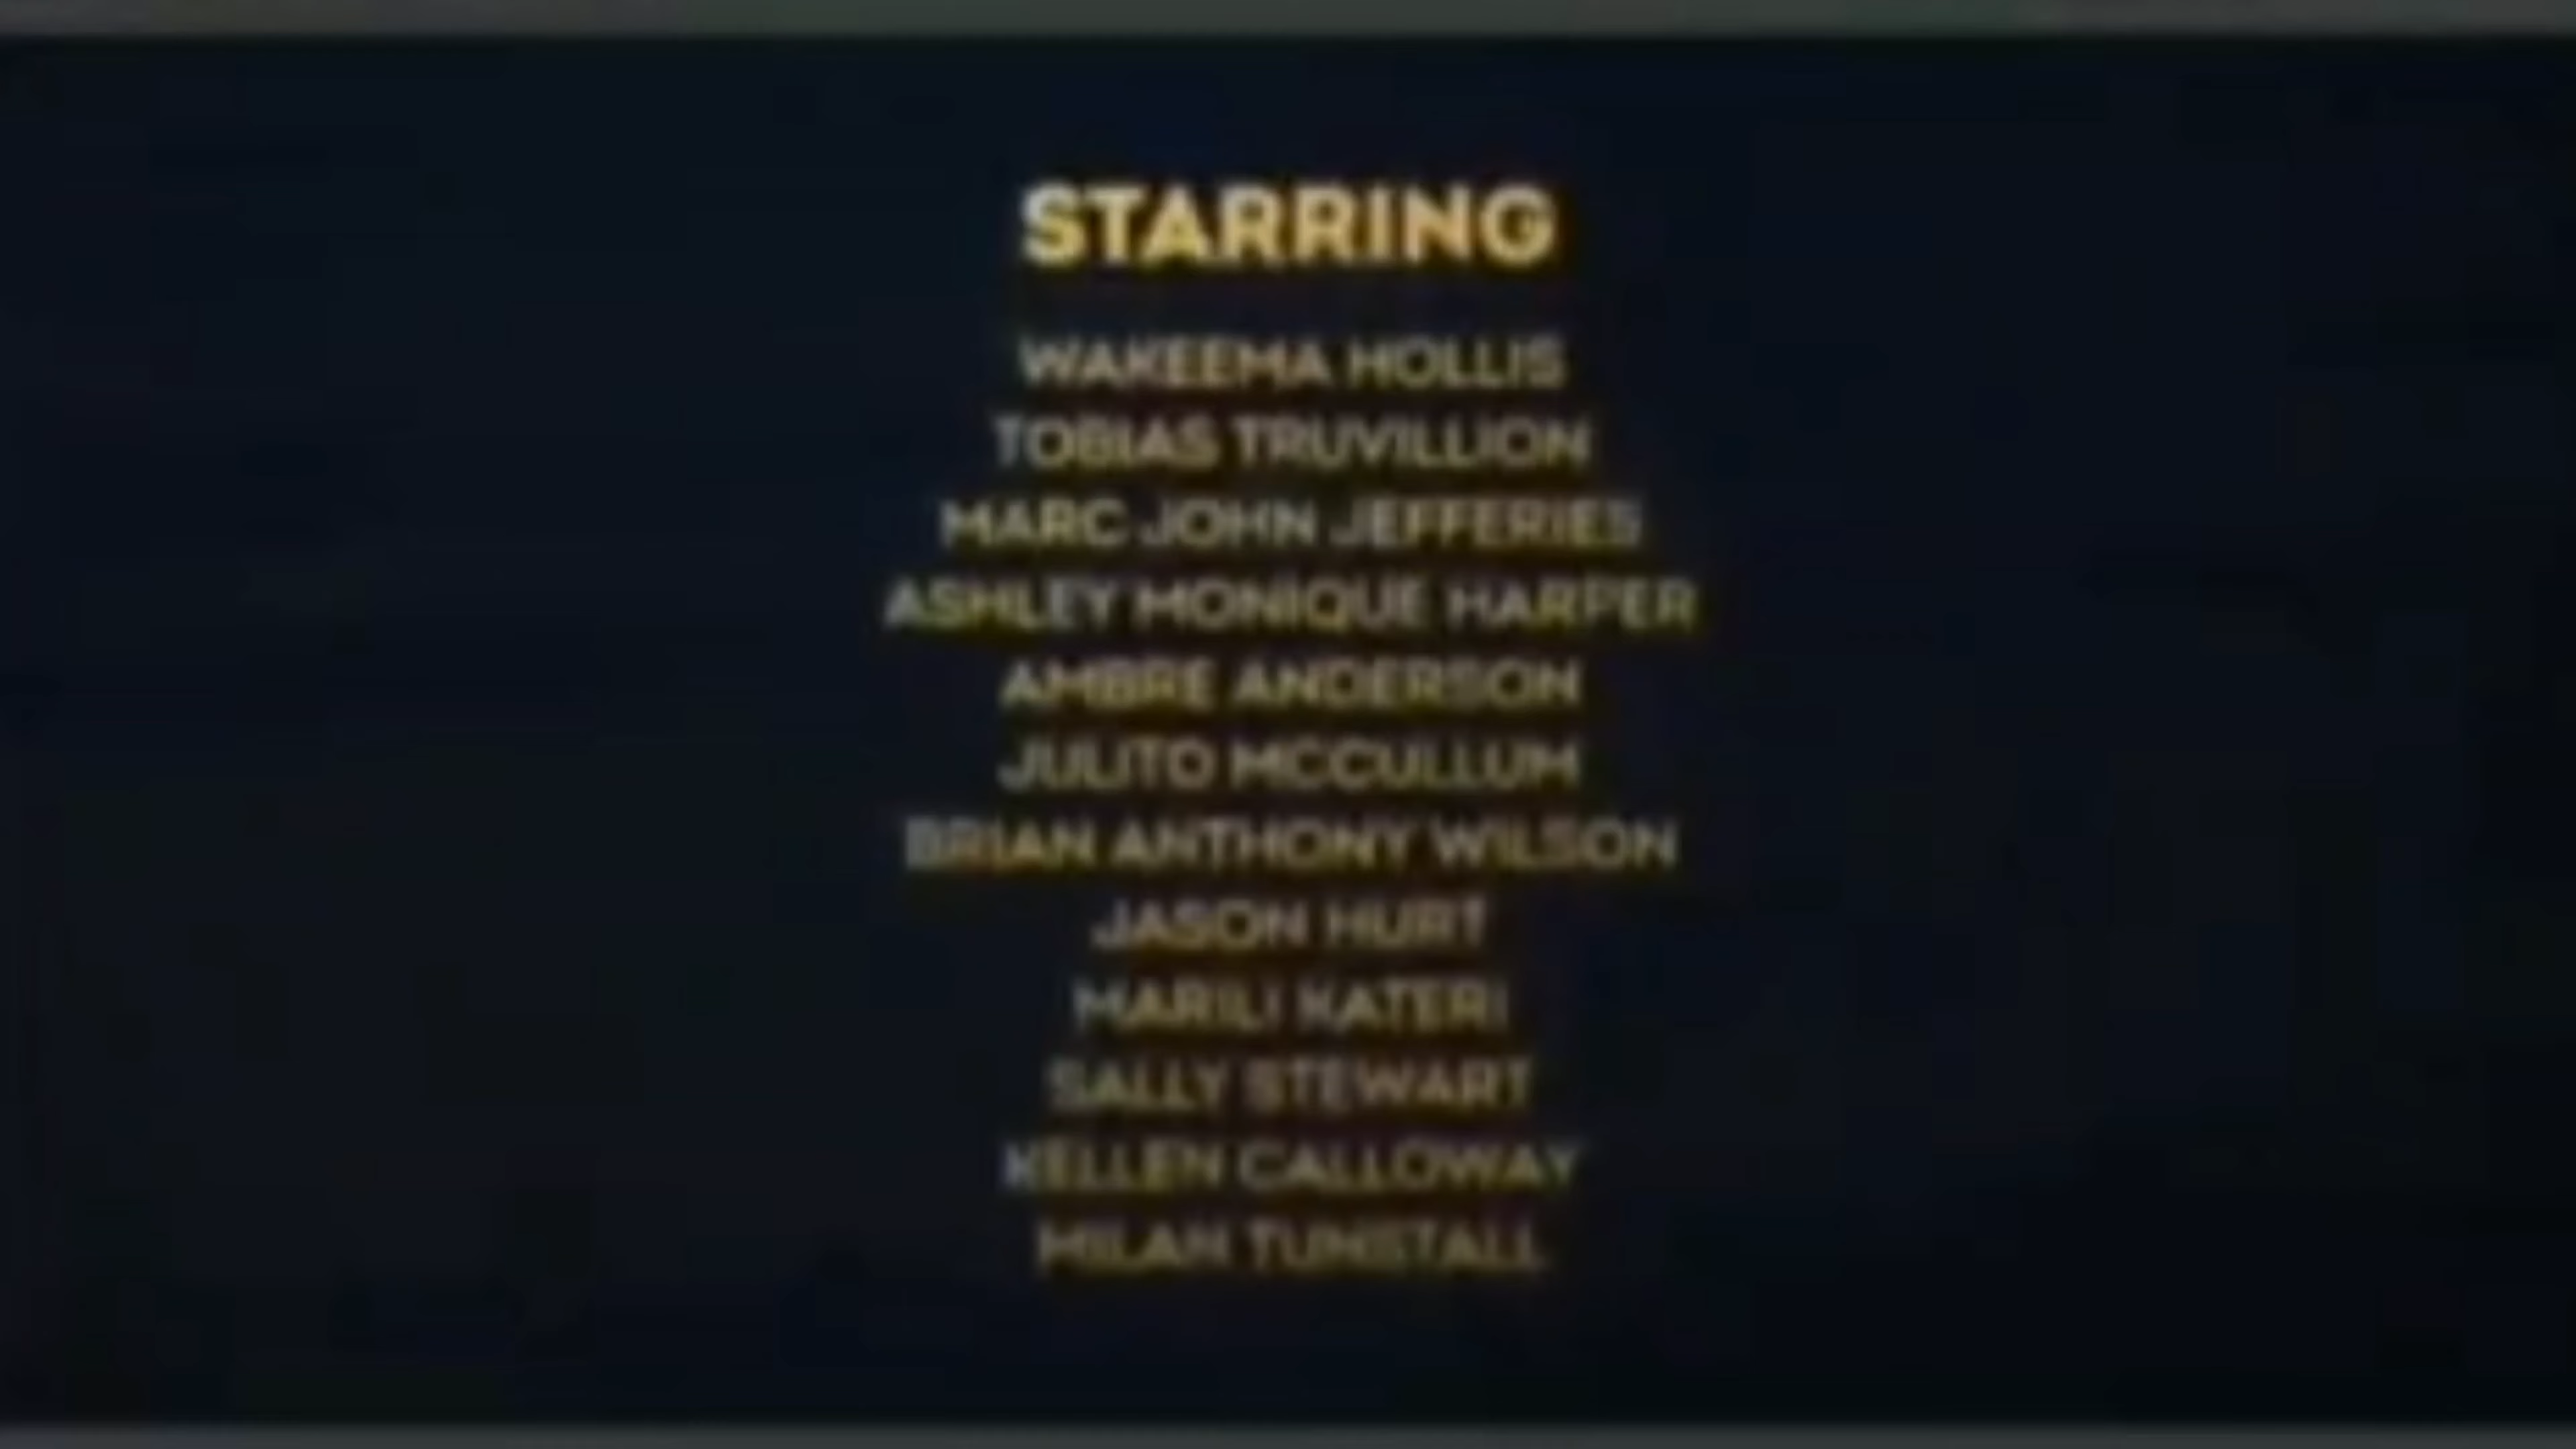 STARRING
WAKEEMA HOLLIS
TOBIAS TRUVILLION
MARC JOHN JEFFERIES
ASHLEY MONIQUE HARPER
AMBRE ANDERSON
JULITO MCCULLUM
BRIAN ANTHONY WILSON
JASON HURT
MARILI KATERI
SALLY STEWART
KELLEN CALLOWAY
MILAN TUNSTALL